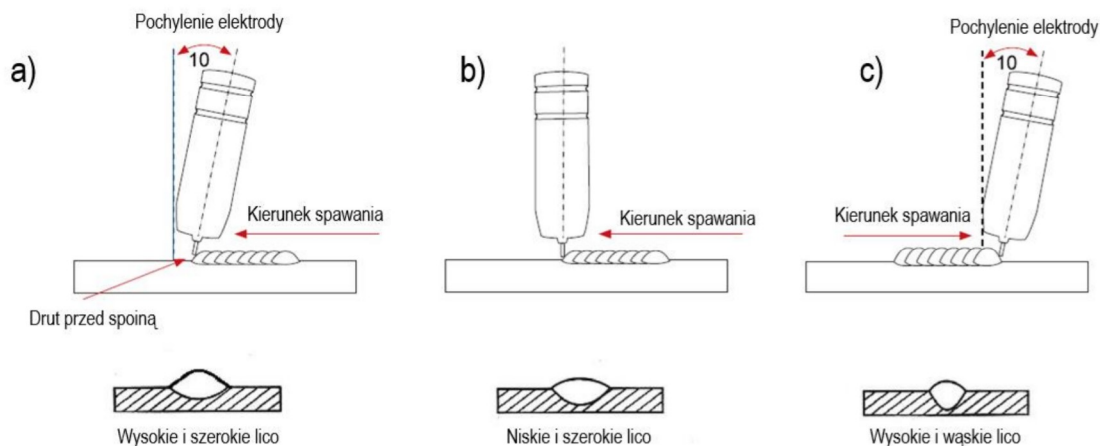 Pochylenie elektrody
10
a)
Kierunek spawania
Drut przed spoiną
Wysokie i szerokie lico
b)
Kierunek spawania
Niskie i szerokie lico
Pochylenie elektrody
10
c)
Kierunek spawania
Wysokie i wąskie lico